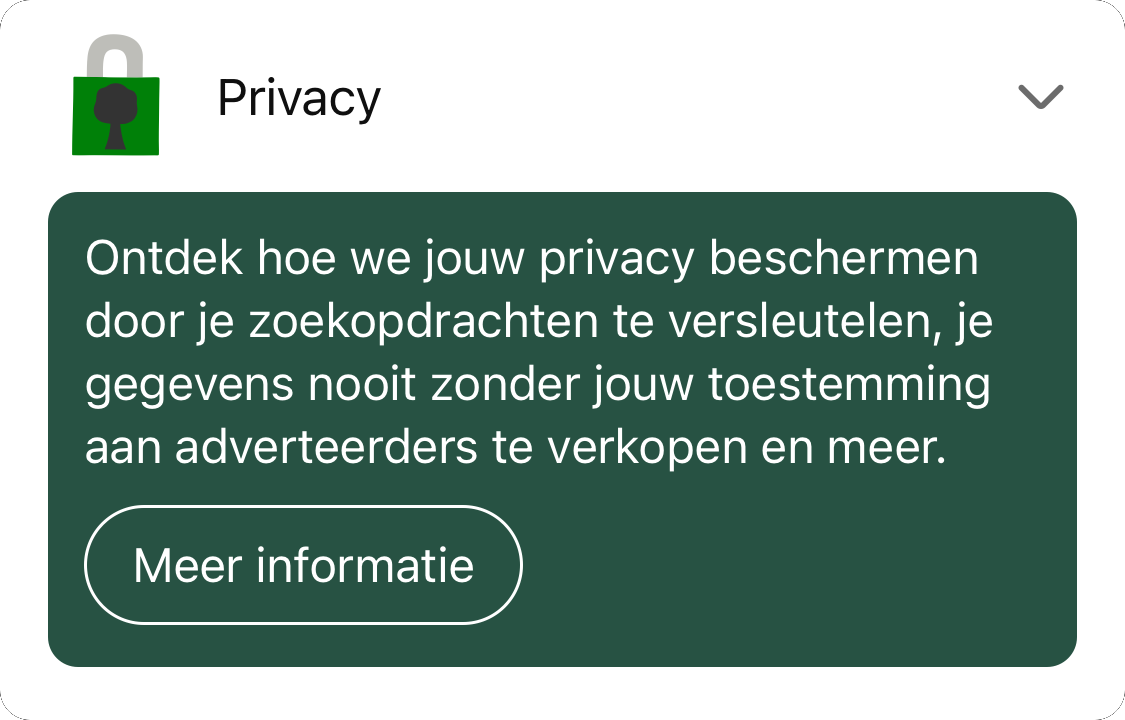 Privacy
Ontdek hoe we jouw privacy beschermen
door je zoekopdrachten te versleutelen, je
gegevens nooit zonder jouw toestemming
aan adverteerders te verkopen en meer.
Meer informatie